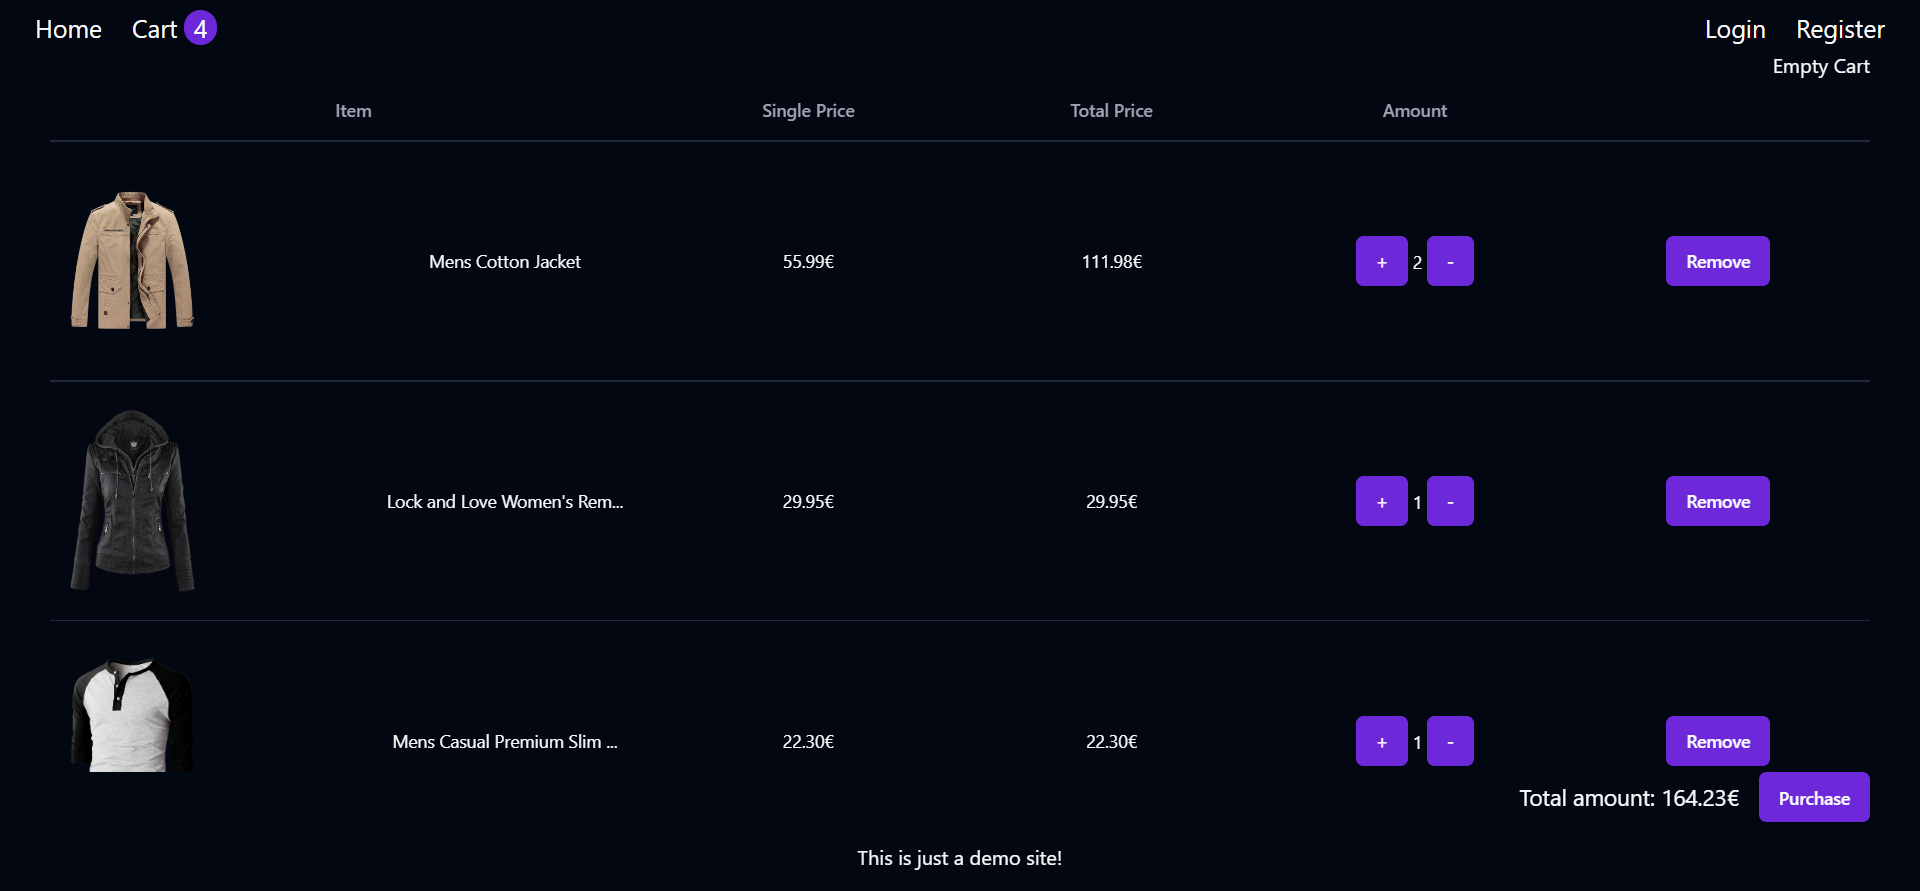 Home Cart 4 Login Register
Empty Cart
Item Single Price Total Price Amount
Mens Cotton Jacket 55.99€ 111.98€ + 2 - Remove
Lock and Love Women's Rem... 29.95€ 29.95€ + 1 - Remove
Mens Casual Premium Slim ... 22.30€ 22.30€ + 1 - Remove
Total amount: 164.23€ Purchase
This is just a demo site!